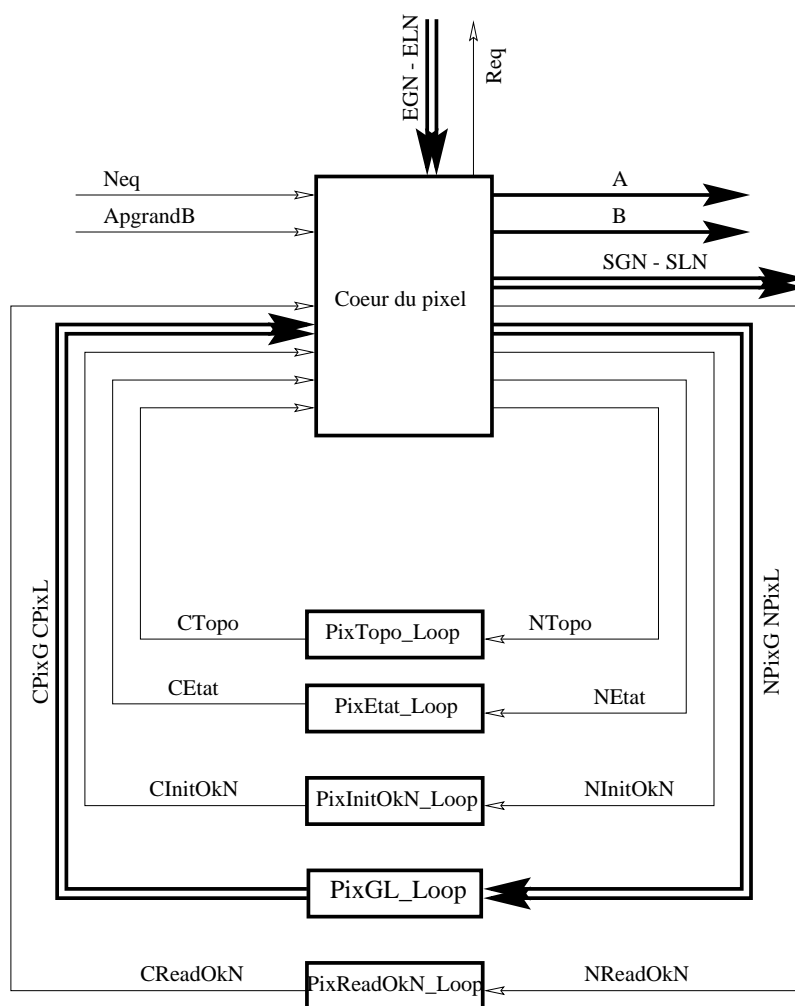 EGN - ELN
Req
Neq
A
ApgrandB
B
SGN - SLN
Coeur du pixel
CPixG CPixL
NPixG NPixL
CTopo
PixTopo_Loop
NTopo
CEtat
PixEtat_Loop
NEtat
CInitOkN
PixInitOkN_Loop
NInitOkN
PixGL_Loop
CReadOkN
PixReadOkN_Loop
NReadOkN